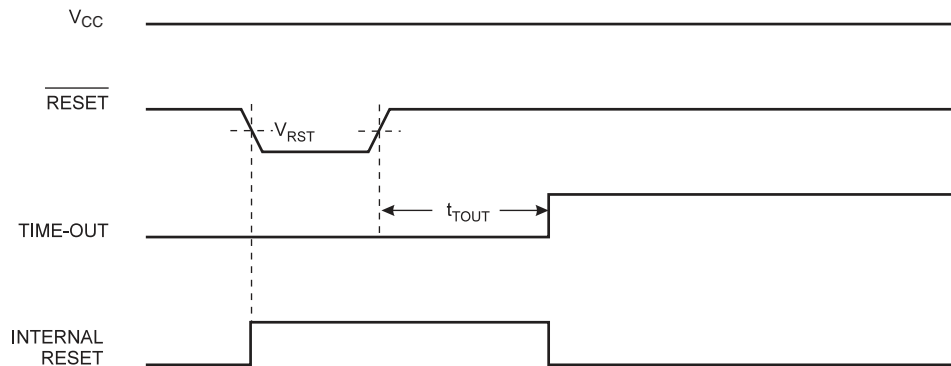 VCC
RESET
VRST
tTOUT
TIME-OUT
INTERNAL
RESET